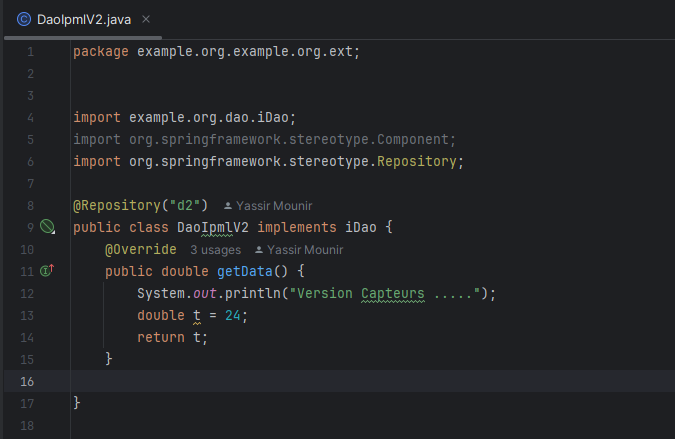 DaoIpmlV2.java
1 package example.org.example.org.ext;
2
3
4 import example.org.dao.iDao;
5 import org.springframework.stereotype.Component;
6 import org.springframework.stereotype.Repository;
7
8 @Repository("d2") Yassir Mounir
9 public class DaoIpmlV2 implements iDao {
10 @Override 3 usages Yassir Mounir
11 public double getData() {
12 System.out.println("Version Capteurs .....");
13 double t = 24;
14 return t;
15 }
16
17 }
18